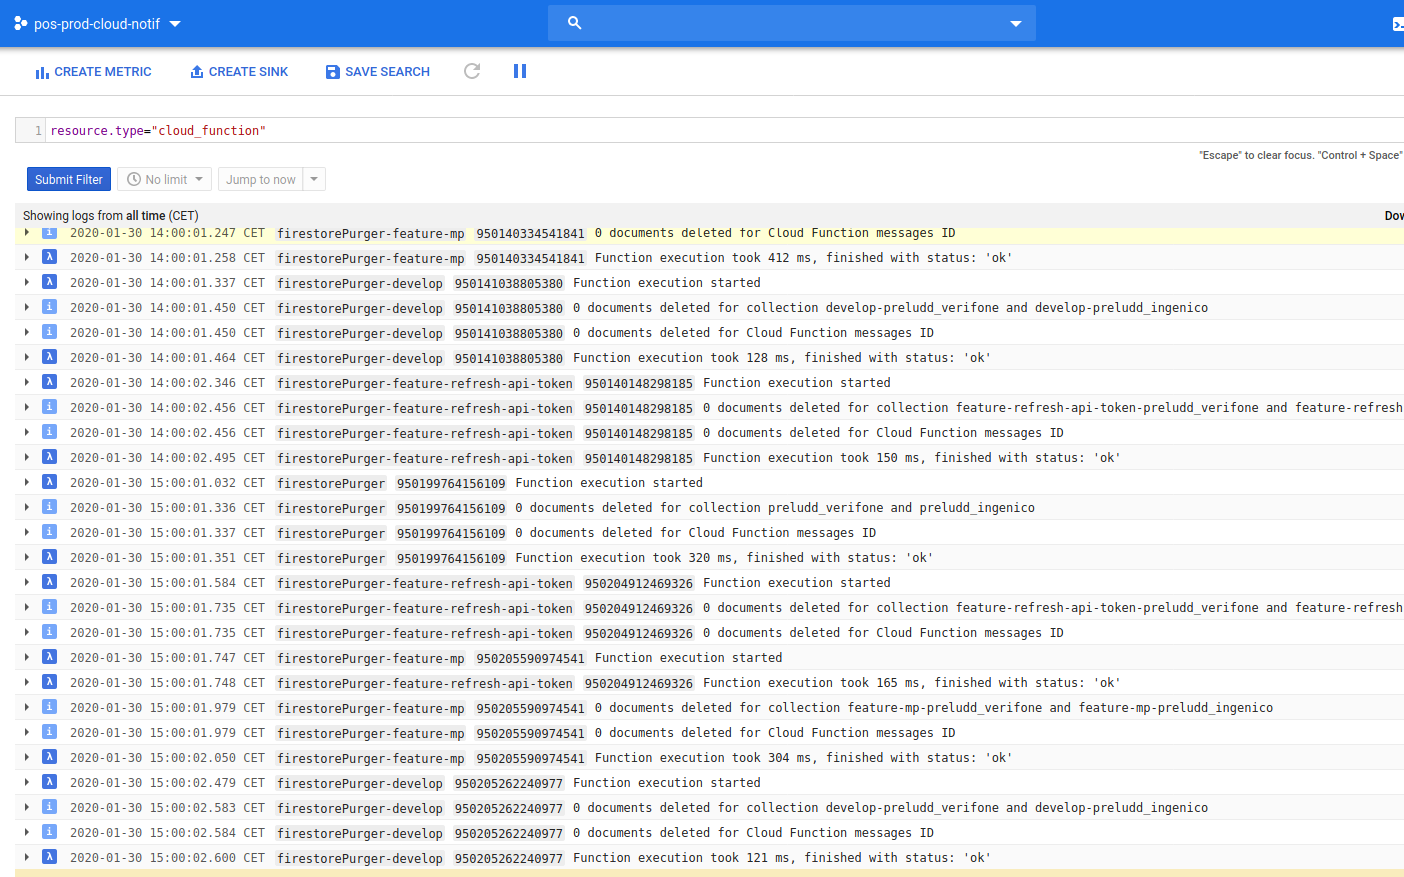 pos-prod-cloud-notif
CREATE METRIC CREATE SINK SAVE SEARCH
1 resource.type="cloud_function"
"Escape" to clear focus. "Control + Space"
Submit Filter No limit Jump to now
Showing logs from all time (CET)
2020-01-30 14:00:01.247 CET firestorePurger-feature-mp 950140334541841 0 documents deleted for Cloud Function messages ID
λ 2020-01-30 14:00:01.258 CET firestorePurger-feature-mp 950140334541841 Function execution took 412 ms, finished with status: 'ok'
λ 2020-01-30 14:00:01.337 CET firestorePurger-develop 950141038805380 Function execution started
i 2020-01-30 14:00:01.450 CET firestorePurger-develop 950141038805380 0 documents deleted for collection develop-preludd_verifone and develop-preludd_ingenico
i 2020-01-30 14:00:01.450 CET firestorePurger-develop 950141038805380 0 documents deleted for Cloud Function messages ID
λ 2020-01-30 14:00:01.464 CET firestorePurger-develop 950141038805380 Function execution took 128 ms, finished with status: 'ok'
λ 2020-01-30 14:00:02.346 CET firestorePurger-feature-refresh-api-token 950140148298185 Function execution started
i 2020-01-30 14:00:02.456 CET firestorePurger-feature-refresh-api-token 950140148298185 0 documents deleted for collection feature-refresh-api-token-preludd_verifone and feature-refresh
i 2020-01-30 14:00:02.456 CET firestorePurger-feature-refresh-api-token 950140148298185 0 documents deleted for Cloud Function messages ID
λ 2020-01-30 14:00:02.495 CET firestorePurger-feature-refresh-api-token 950140148298185 Function execution took 150 ms, finished with status: 'ok'
λ 2020-01-30 15:00:01.032 CET firestorePurger 950199764156109 Function execution started
i 2020-01-30 15:00:01.336 CET firestorePurger 950199764156109 0 documents deleted for collection preludd_verifone and preludd_ingenico
i 2020-01-30 15:00:01.337 CET firestorePurger 950199764156109 0 documents deleted for Cloud Function messages ID
λ 2020-01-30 15:00:01.351 CET firestorePurger 950199764156109 Function execution took 320 ms, finished with status: 'ok'
λ 2020-01-30 15:00:01.584 CET firestorePurger-feature-refresh-api-token 950204912469326 Function execution started
i 2020-01-30 15:00:01.735 CET firestorePurger-feature-refresh-api-token 950204912469326 0 documents deleted for collection feature-refresh-api-token-preludd_verifone and feature-refresh
i 2020-01-30 15:00:01.735 CET firestorePurger-feature-refresh-api-token 950204912469326 0 documents deleted for Cloud Function messages ID
λ 2020-01-30 15:00:01.747 CET firestorePurger-feature-mp 950205590974541 Function execution started
λ 2020-01-30 15:00:01.748 CET firestorePurger-feature-refresh-api-token 950204912469326 Function execution took 165 ms, finished with status: 'ok'
i 2020-01-30 15:00:01.979 CET firestorePurger-feature-mp 950205590974541 0 documents deleted for collection feature-mp-preludd_verifone and feature-mp-preludd_ingenico
i 2020-01-30 15:00:01.979 CET firestorePurger-feature-mp 950205590974541 0 documents deleted for Cloud Function messages ID
λ 2020-01-30 15:00:02.050 CET firestorePurger-feature-mp 950205590974541 Function execution took 304 ms, finished with status: 'ok'
λ 2020-01-30 15:00:02.479 CET firestorePurger-develop 950205262240977 Function execution started
i 2020-01-30 15:00:02.583 CET firestorePurger-develop 950205262240977 0 documents deleted for collection develop-preludd_verifone and develop-preludd_ingenico
i 2020-01-30 15:00:02.584 CET firestorePurger-develop 950205262240977 0 documents deleted for Cloud Function messages ID
λ 2020-01-30 15:00:02.600 CET firestorePurger-develop 950205262240977 Function execution took 121 ms, finished with status: 'ok'